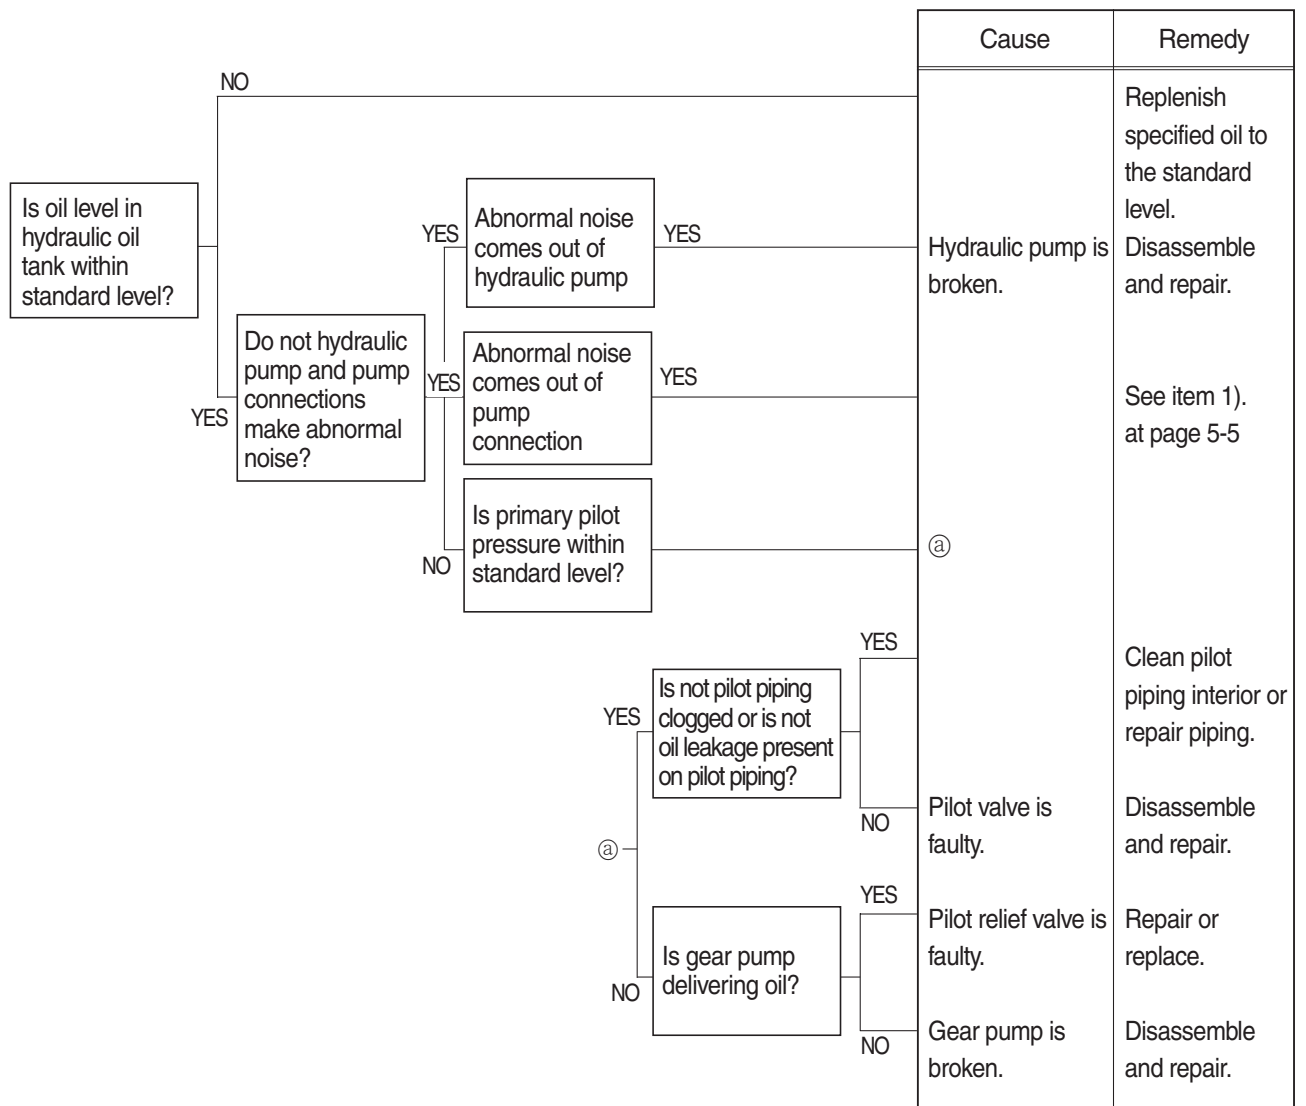 Cause
Remedy
NO
Replenish
specified oil to
the standard
level.
Is oil level in
hydraulic oil
tank within
standard level?
YES
Abnormal noise
comes out of
hydraulic pump
YES
Hydraulic pump is
broken.
Disassemble
and repair.
YES
Do not hydraulic
pump and pump
connections
make abnormal
noise?
YES
Abnormal noise
comes out of
pump
connection
YES
See item 1).
at page 5-5
NO
Is primary pilot
pressure within
standard level?
ⓐ
ⓐ
YES
Is not pilot piping
clogged or is not
oil leakage present
on pilot piping?
YES
Clean pilot
piping interior or
repair piping.
NO
Pilot valve is
faulty.
Disassemble
and repair.
NO
Is gear pump
delivering oil?
YES
Pilot relief valve is
faulty.
Repair or
replace.
NO
Gear pump is
broken.
Disassemble
and repair.